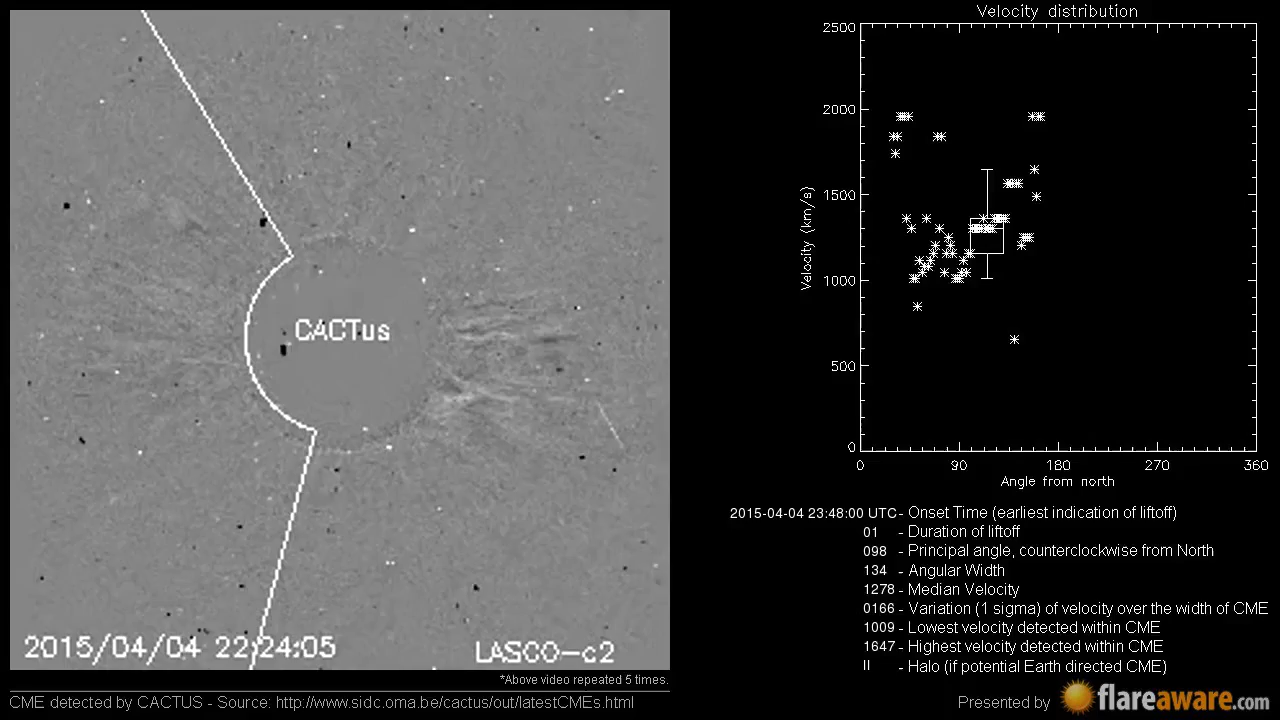 CACTus
2015/04/04 22:24:05
LASCO-c2
*Above video repeated 5 times.
CME detected by CACTUS - Source: http://www.sidc.oma.be/cactus/out/latestCMEs.html
Velocity distribution
Velocity (km/s)
2500
2000
1500
1000
500
0
0 90 180 270 360
Angle from north
2015-04-04 23:48:00 UTC - Onset Time (earliest indication of liftoff)
01 - Duration of liftoff
098 - Principal angle, counterclockwise from North
134 - Angular Width
1278 - Median Velocity
0166 - Variation (1 sigma) of velocity over the width of CME
1009 - Lowest velocity detected within CME
1647 - Highest velocity detected within CME
II - Halo (if potential Earth directed CME)
Presented by flareaware.com